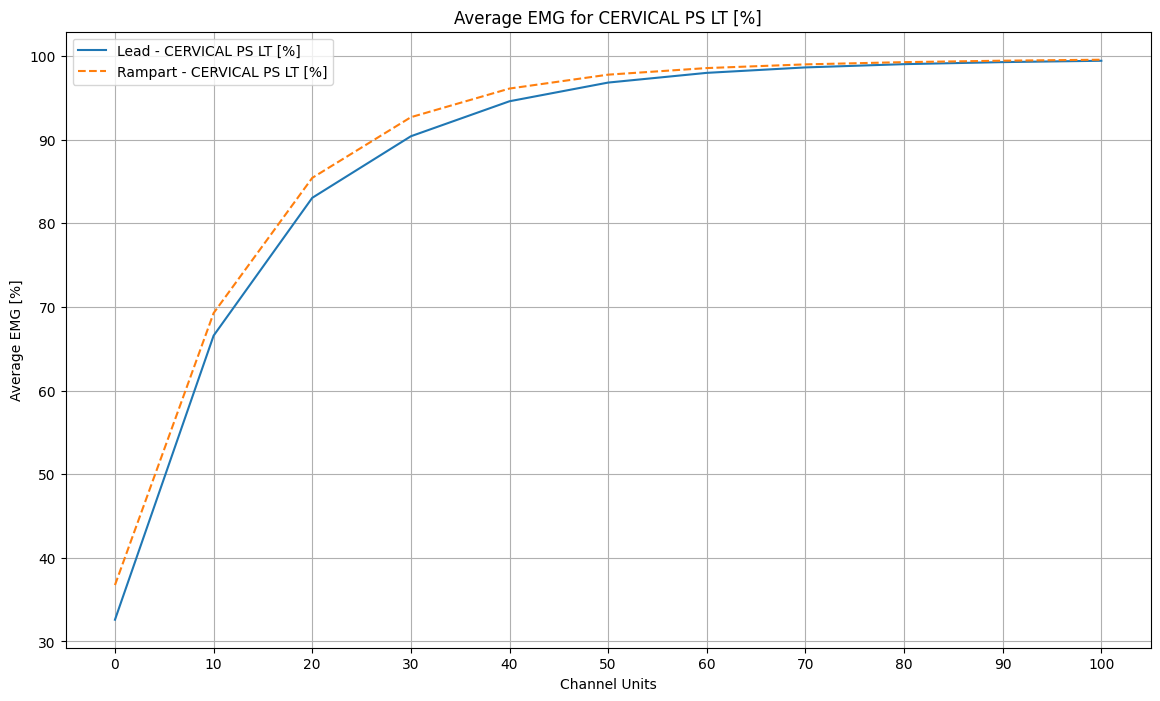 Average EMG for CERVICAL PS LT [%]
Lead - CERVICAL PS LT [%]
Rampart - CERVICAL PS LT [%]
Average EMG [%]
100
90
80
70
60
50
40
30
0 10 20 30 40 50 60 70 80 90 100
Channel Units